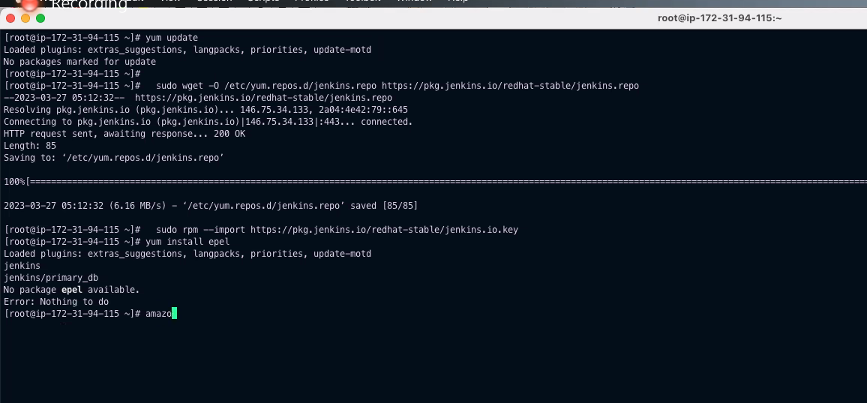 Recording
root@ip-172-31-94-115:~
[root@ip-172-31-94-115 ~]# yum update
Loaded plugins: extras_suggestions, langpacks, priorities, update-motd
No packages marked for update
[root@ip-172-31-94-115 ~]#
[root@ip-172-31-94-115 ~]#   sudo wget -O /etc/yum.repos.d/jenkins.repo https://pkg.jenkins.io/redhat-stable/jenkins.repo
--2023-03-27 05:12:32--  https://pkg.jenkins.io/redhat-stable/jenkins.repo
Resolving pkg.jenkins.io (pkg.jenkins.io)... 146.75.34.133, 2a04:4e42:79::645
Connecting to pkg.jenkins.io (pkg.jenkins.io)|146.75.34.133|:443... connected.
HTTP request sent, awaiting response... 200 OK
Length: 85
Saving to: ‘/etc/yum.repos.d/jenkins.repo’
100%[=====================================================================
2023-03-27 05:12:32 (6.16 MB/s) - ‘/etc/yum.repos.d/jenkins.repo’ saved [85/85]
[root@ip-172-31-94-115 ~]#   sudo rpm --import https://pkg.jenkins.io/redhat-stable/jenkins.io.key
[root@ip-172-31-94-115 ~]# yum install epel
Loaded plugins: extras_suggestions, langpacks, priorities, update-motd
jenkins
jenkins/primary_db
No package epel available.
Error: Nothing to do
[root@ip-172-31-94-115 ~]# amazo